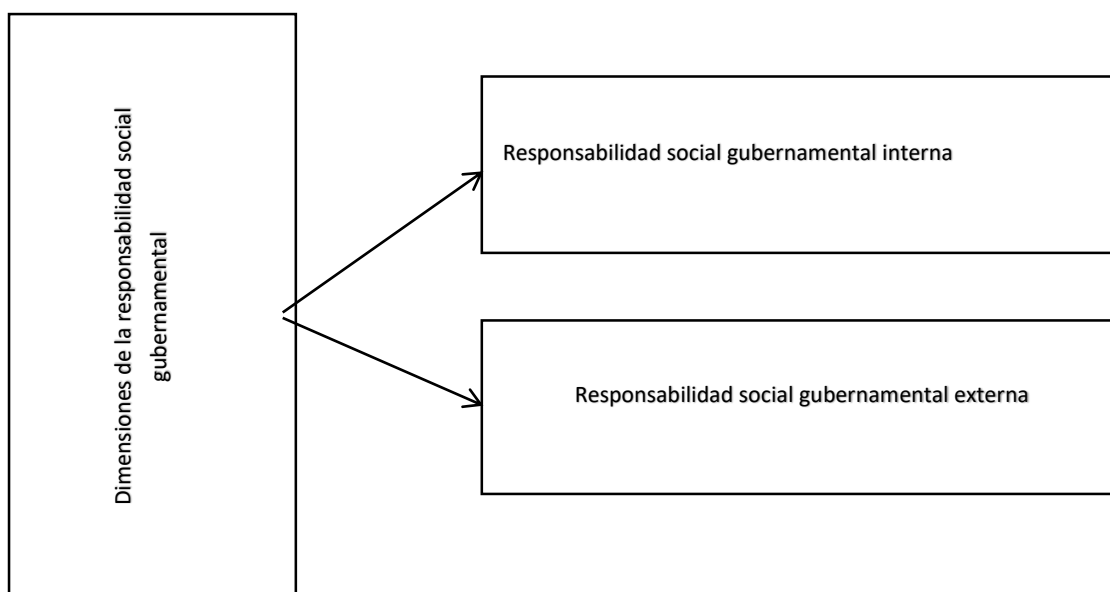 Dimensiones de la responsabilidad social
gubernamental
Responsabilidad social gubernamental interna
Responsabilidad social gubernamental externa